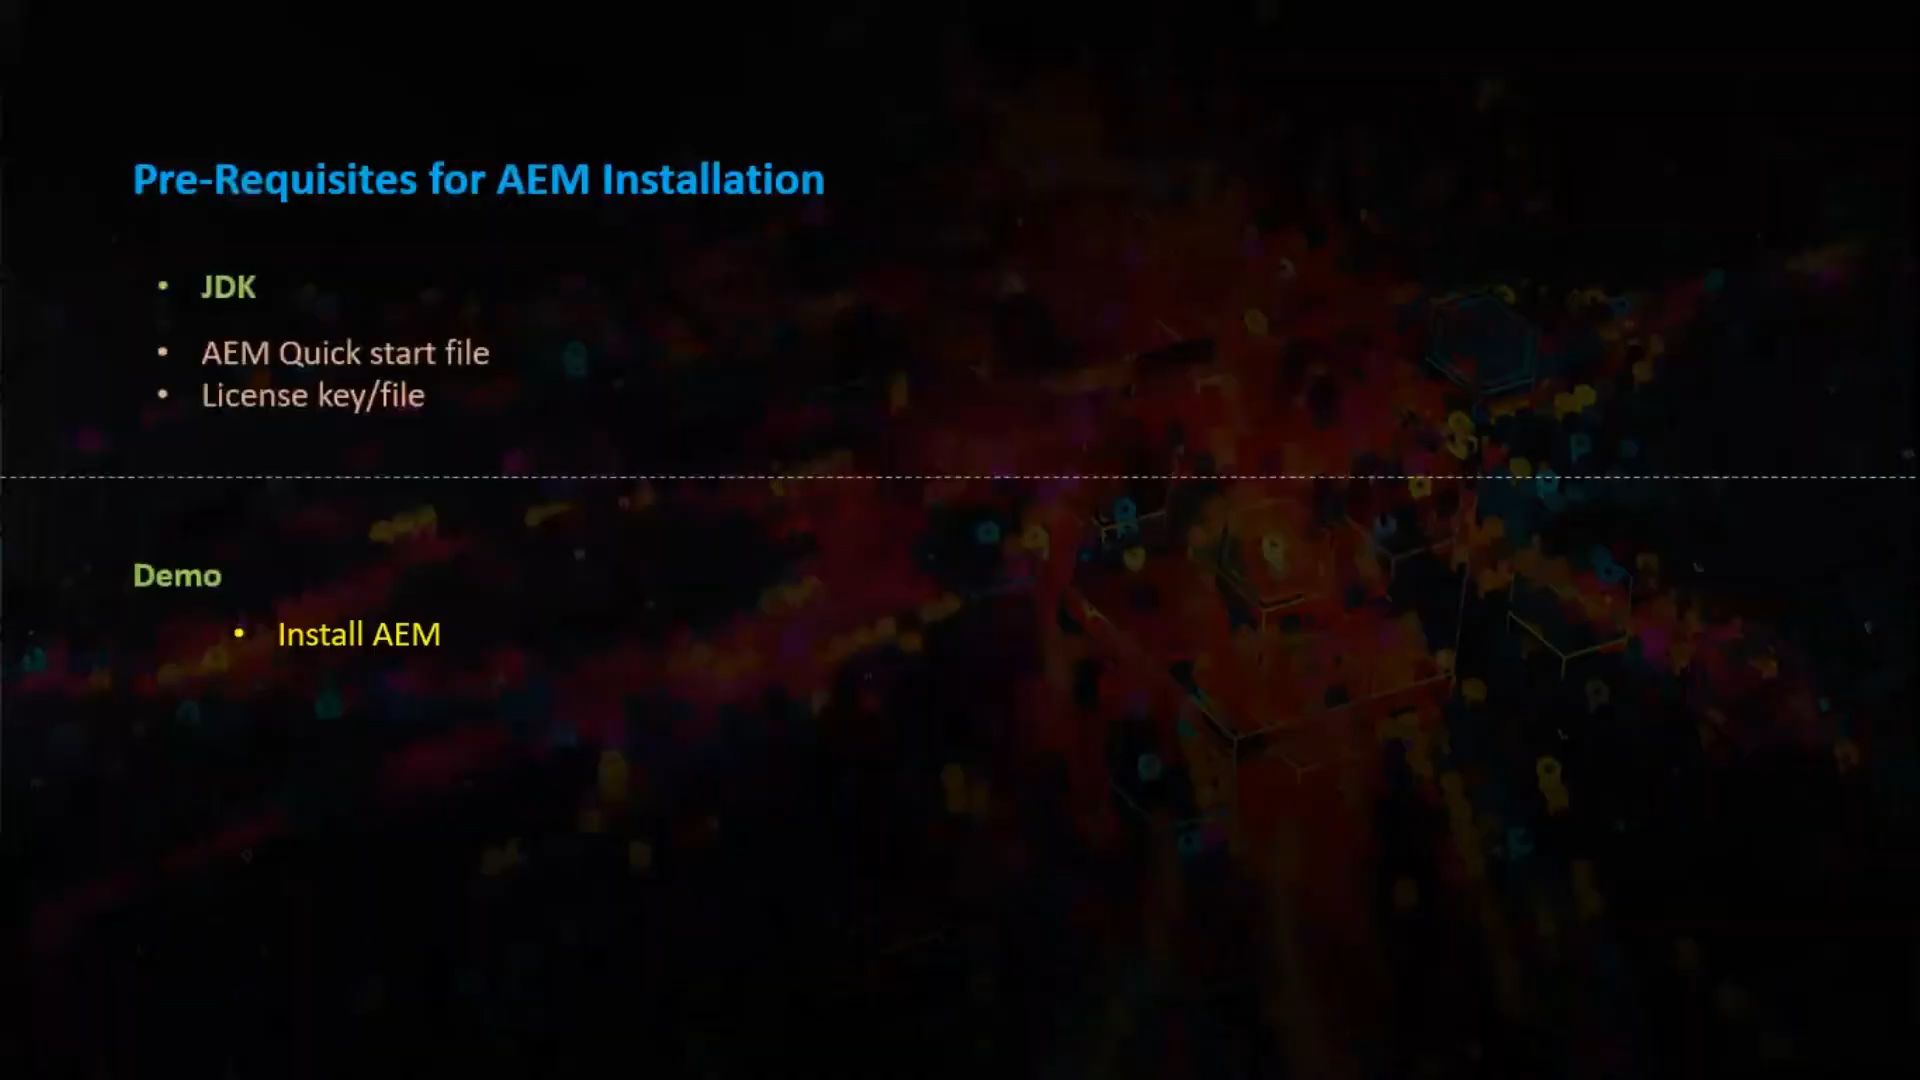 Pre-Requisites for AEM Installation
• JDK
• AEM Quick start file
• License key/file
Demo
• Install AEM